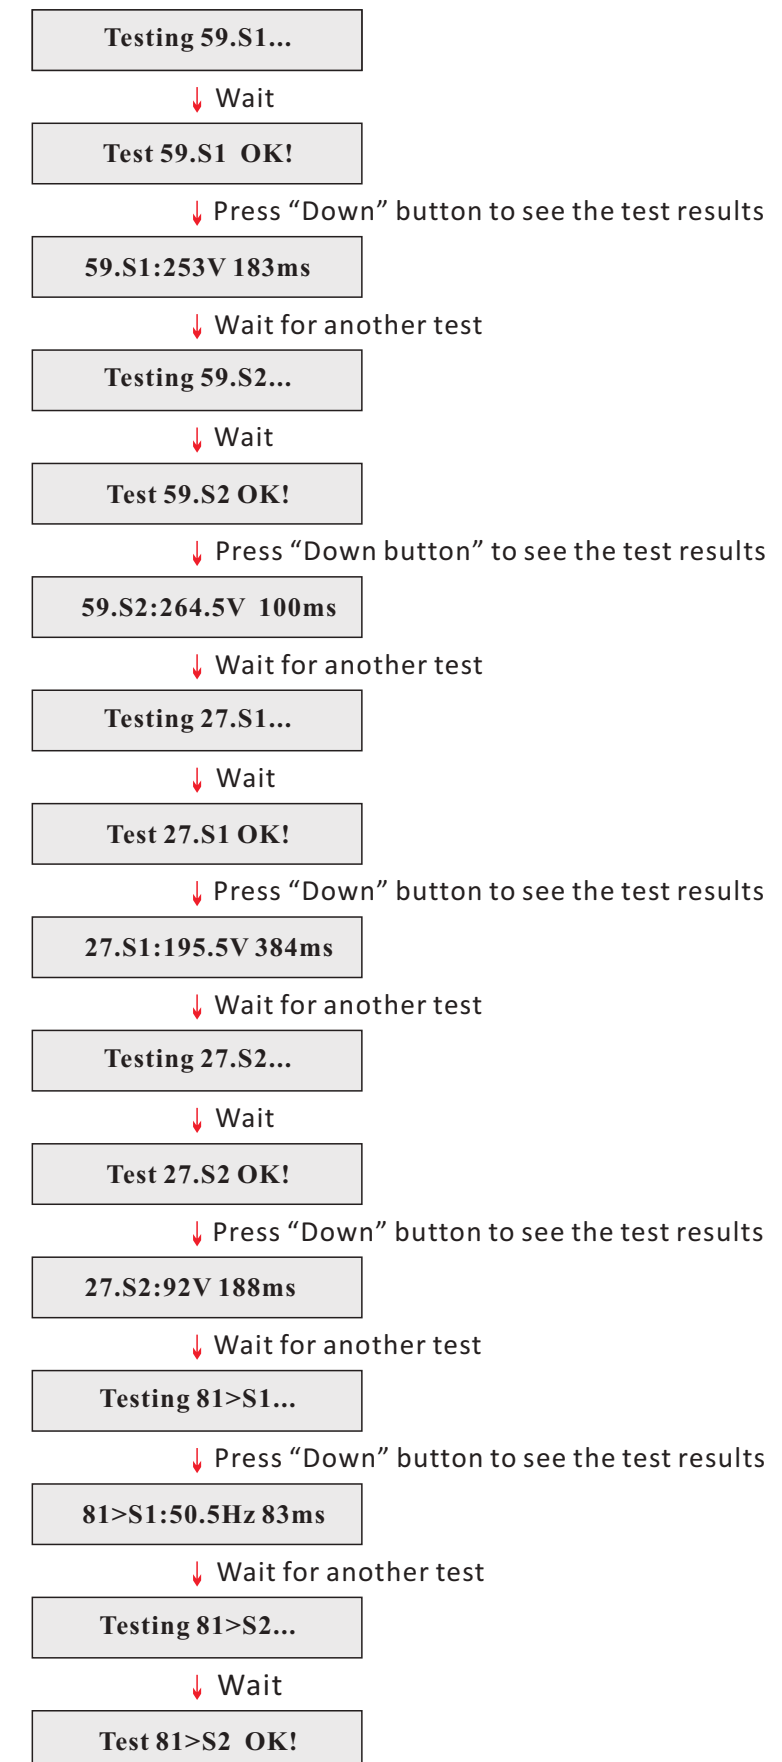 Testing 59.S1...
Wait
Test 59.S1  OK!
Press “Down” button to see the test results
59.S1:253V 183ms
Wait for another test
Testing 59.S2...
Wait
Test 59.S2 OK!
Press “Down button” to see the test results
59.S2:264.5V  100ms
Wait for another test
Testing 27.S1...
Wait
Test 27.S1 OK!
Press “Down” button to see the test results
27.S1:195.5V 384ms
Wait for another test
Testing 27.S2...
Wait
Test 27.S2 OK!
Press “Down” button to see the test results
27.S2:92V 188ms
Wait for another test
Testing 81>S1...
Press “Down” button to see the test results
81>S1:50.5Hz 83ms
Wait for another test
Testing 81>S2...
Wait
Test 81>S2  OK!